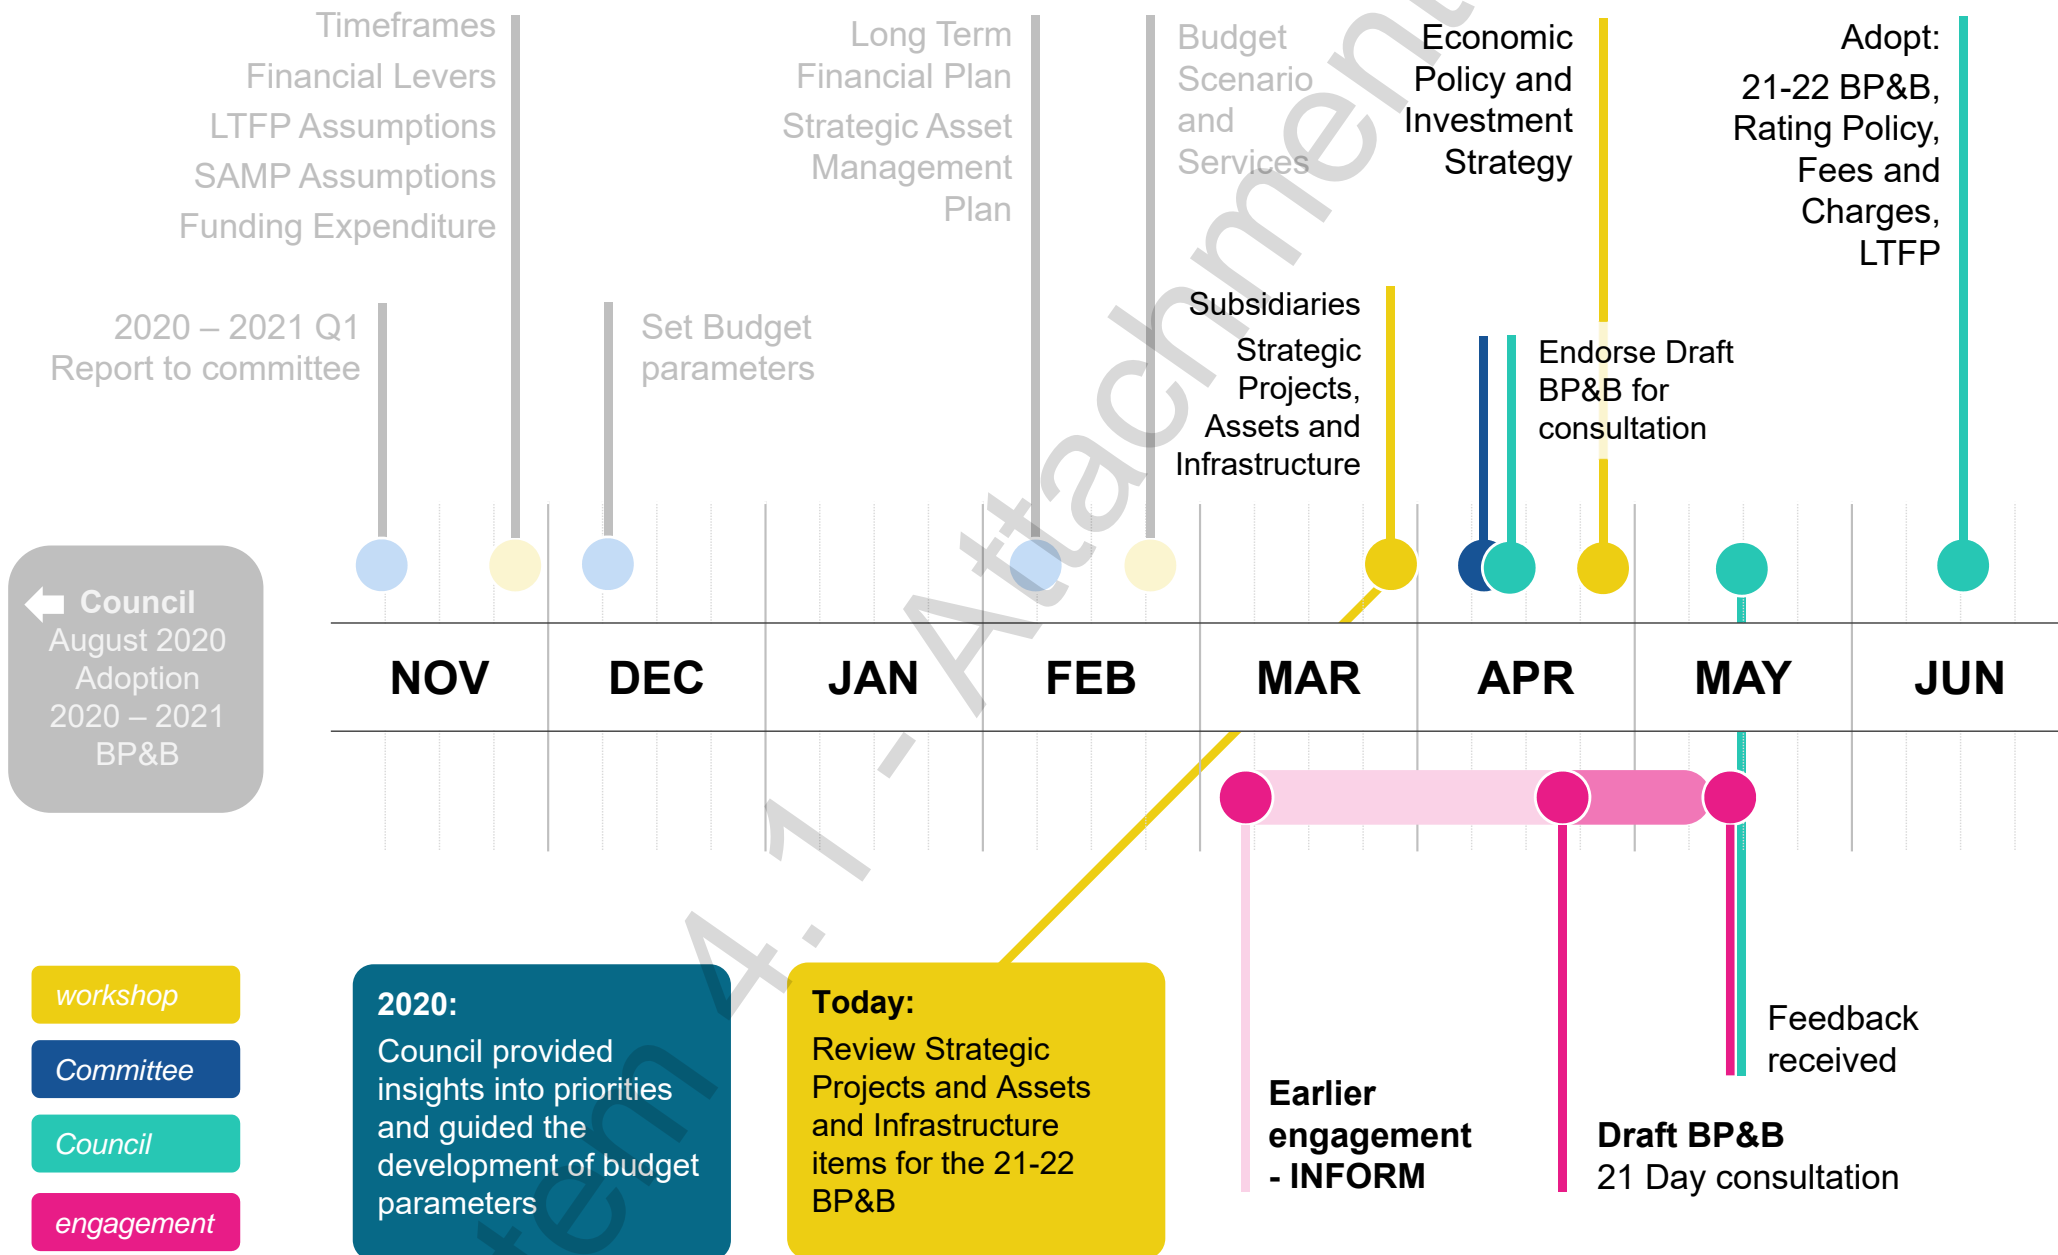 Timeframes
Financial Levers
LTFP Assumptions
SAMP Assumptions
Funding Expenditure
Long Term
Financial Plan
Strategic Asset
Management
Plan
Budget
Scenario
and
Services
Economic
Policy and
Investment
Strategy
Adopt:
21-22 BP&B,
Rating Policy,
Fees and
Charges,
LTFP
2020 – 2021 Q1
Report to committee
Set Budget
parameters
Subsidiaries
Strategic
Projects,
Assets and
Infrastructure
Endorse Draft
BP&B for
consultation
Council
August 2020
Adoption
2020 – 2021
BP&B
NOV DEC JAN FEB MAR APR MAY JUN
workshop
Committee
Council
engagement
2020:
Council provided
insights into priorities
and guided the
development of budget
parameters
Today:
Review Strategic
Projects and Assets
and Infrastructure
items for the 21-22
BP&B
Earlier
engagement
- INFORM
Draft BP&B
21 Day consultation
Feedback
received
tem 4.1 - Attachment